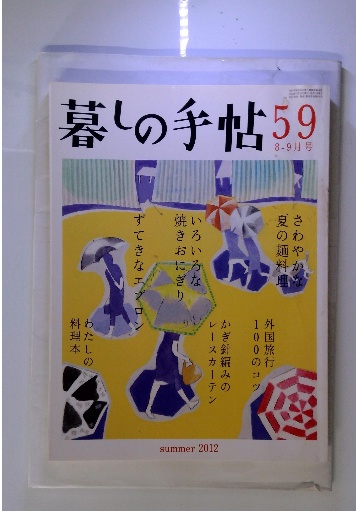 暮しの手帖 59
8-9月号
さわやかな
夏の麺料理
いろいろな
焼きおにぎり
すてきなエプロン
外国旅行
100のコツ
かぎ針編みの
レースカーテン
わたしの
料理本
summer 2012